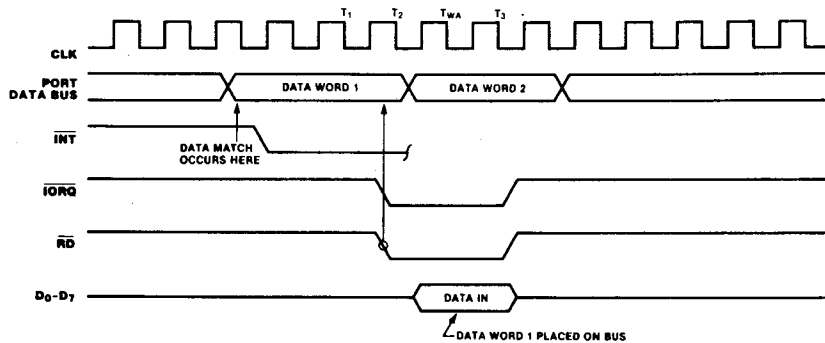 T1 T2 TWA T3
CLK
PORT
DATA BUS
DATA WORD 1 DATA WORD 2
INT
DATA MATCH
OCCURS HERE
IORQ
RD
D0-D7
DATA IN
DATA WORD 1 PLACED ON BUS